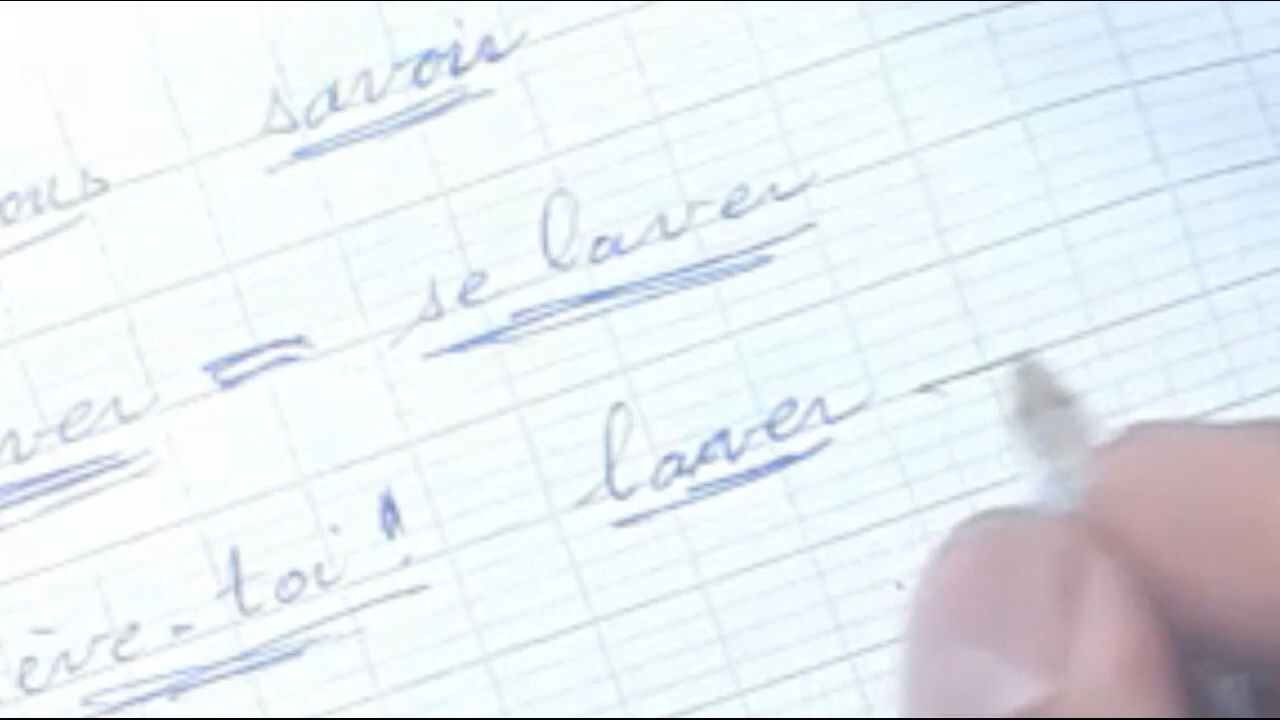 savoir
ous
ver = se laver
ève-toi! laver -